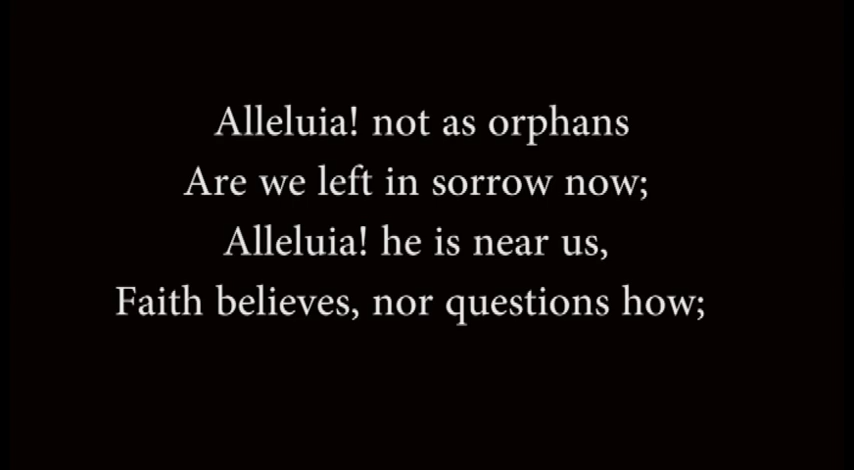 Alleluia! not as orphans
Are we left in sorrow now;
Alleluia! he is near us,
Faith believes, nor questions how;